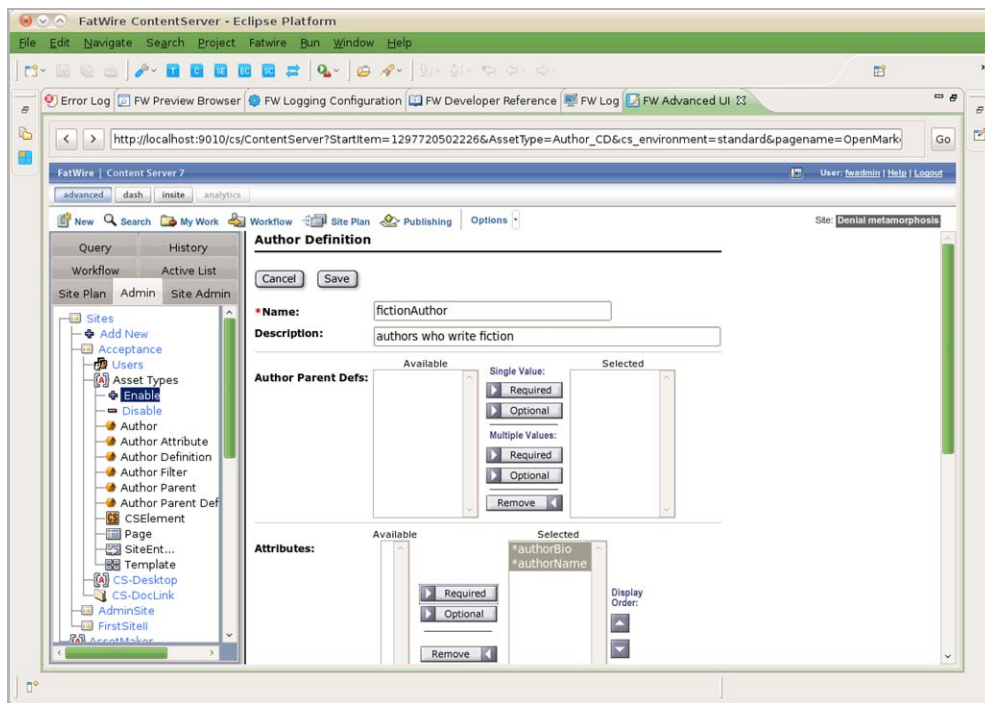 FatWire ContentServer - Eclipse Platform
File Edit Navigate Search Project Fatwire Run Window Help
T C SE EC SC
Error Log FW Preview Browser FW Logging Configuration FW Developer Reference FW Log FW Advanced UI
http://localhost:9010/cs/ContentServer?StartItem=1297720502226&AssetType=Author_CD&cs_environment=standard&pagename=OpenMark Go
FatWire | Content Server 7 User: fwadmin | Help | Logout
advanced dash insite analytics
New Search My Work Workflow Site Plan Publishing Options Site: Denial metamorphosis
Query History
Workflow Active List
Site Plan Admin Site Admin
Sites
Add New
Acceptance
Users
Asset Types
Enable
Disable
Author
Author Attribute
Author Definition
Author Filter
Author Parent
Author Parent Def
CSElement
Page
SiteEnt...
Template
CS-Desktop
CS-DocLink
AdminSite
FirstSiteII
AssetMaker
Author Definition
Cancel Save
*Name: fictionAuthor
Description: authors who write fiction
Available Selected
Author Parent Defs:
Single Value:
Required
Optional
Multiple Values:
Required
Optional
Remove
Available Selected
Attributes:
*authorBio
*authorName
Required
Optional
Remove
Display
Order: